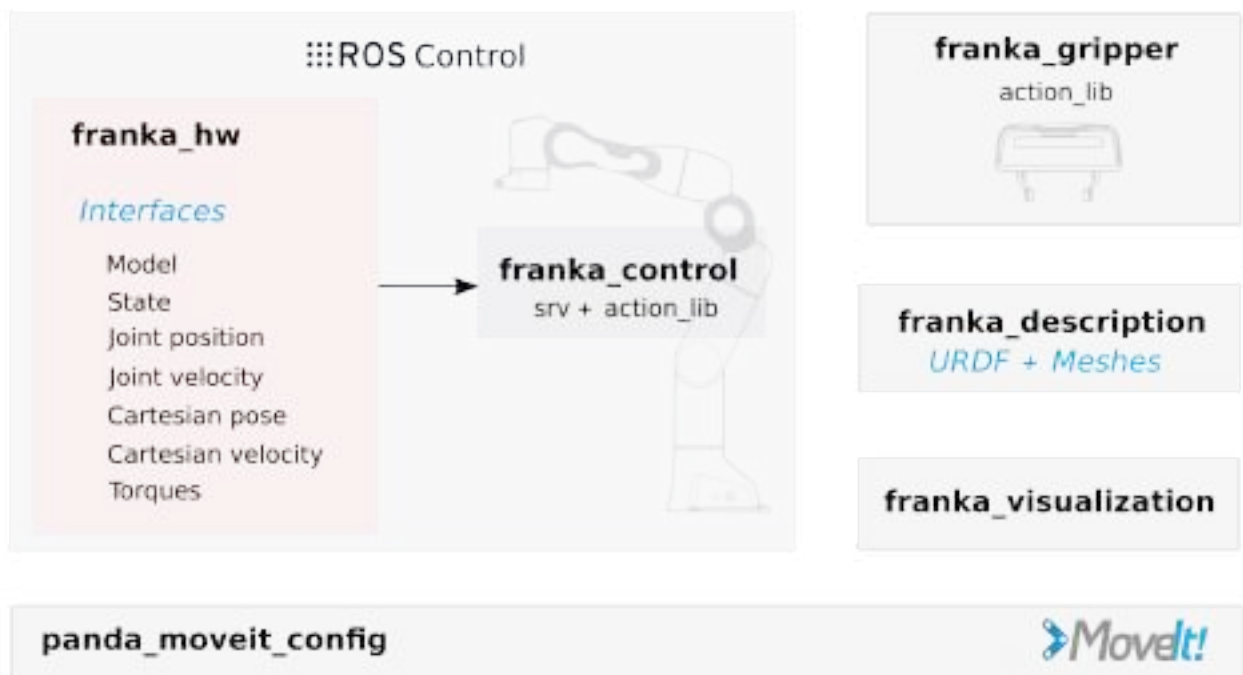 ROS Control
franka_hw
Interfaces
Model
State
Joint position
Joint velocity
Cartesian pose
Cartesian velocity
Torques
franka_control
srv + action_lib
franka_gripper
action_lib
franka_description
URDF + Meshes
franka_visualization
panda_moveit_config
MoveIt!